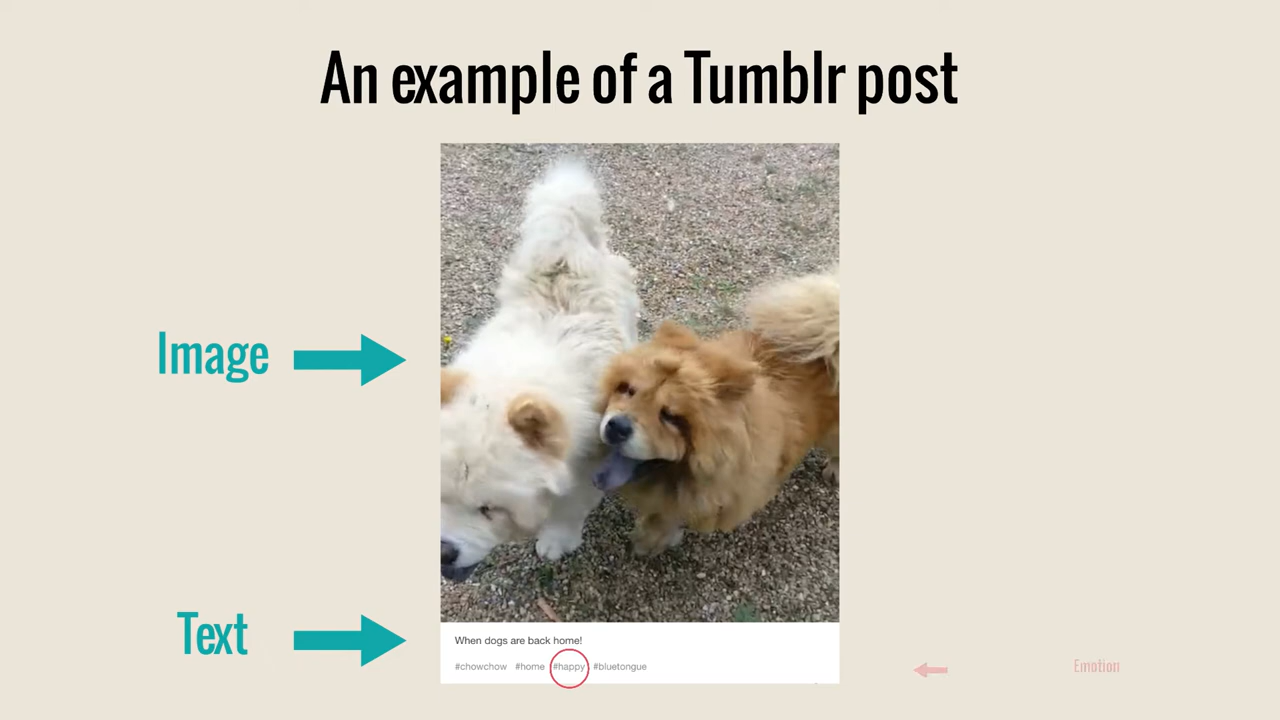 An example of a Tumblr post
Image
Text
When dogs are back home!
#chowchow #home #happy #bluetongue
Emotion